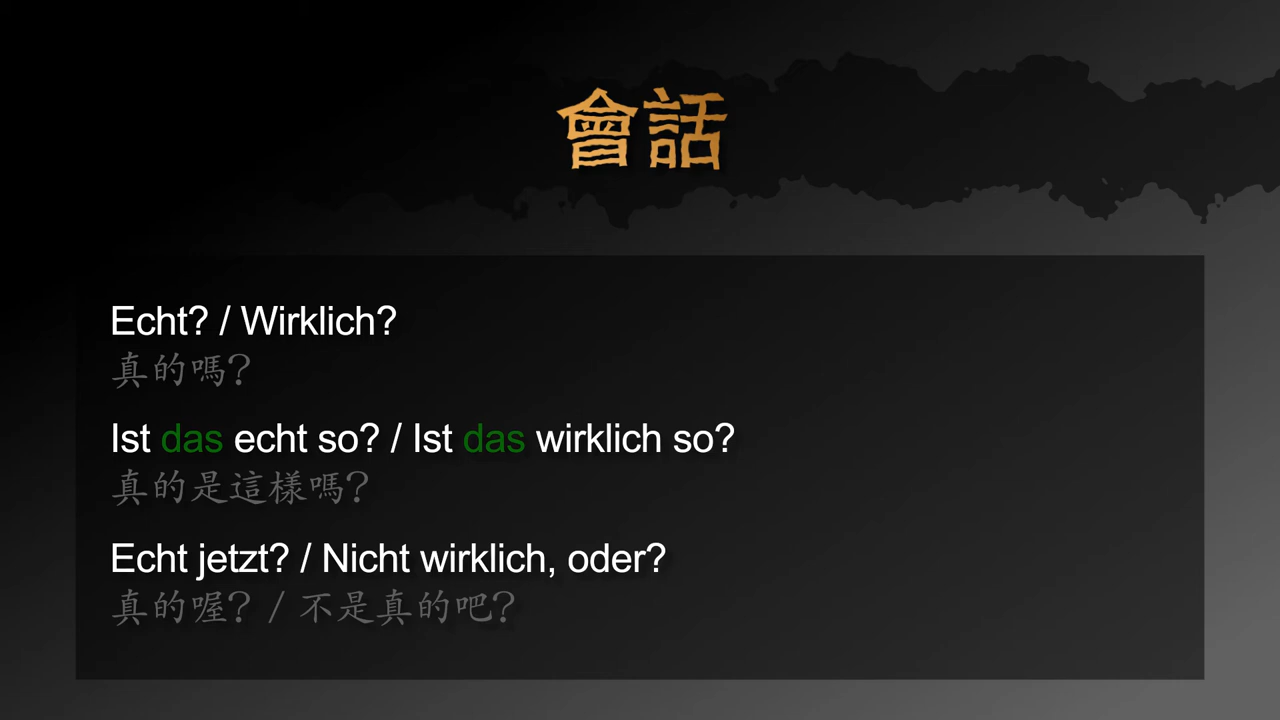 會話
Echt? / Wirklich?
真的嗎?
Ist das echt so? / Ist das wirklich so?
真的是這樣嗎?
Echt jetzt? / Nicht wirklich, oder?
真的喔? / 不是真的吧?